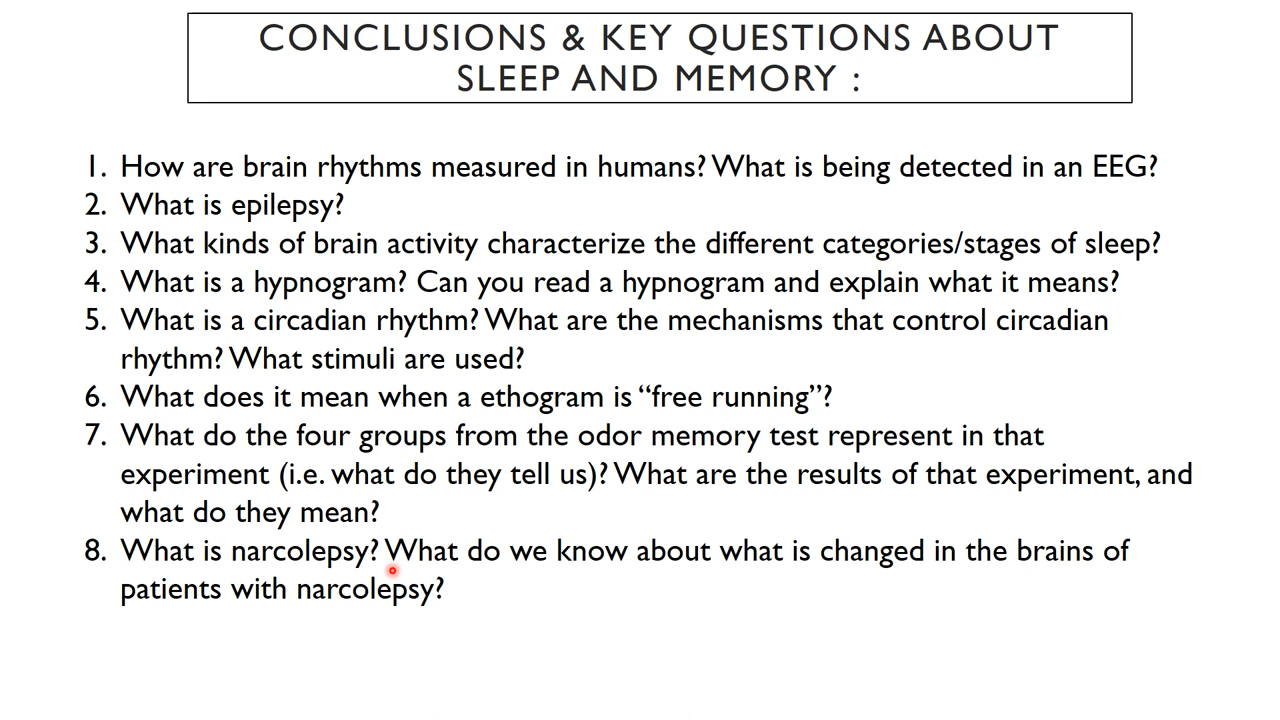 CONCLUSIONS & KEY QUESTIONS ABOUT
SLEEP AND MEMORY :
1. How are brain rhythms measured in humans? What is being detected in an EEG?
2. What is epilepsy?
3. What kinds of brain activity characterize the different categories/stages of sleep?
4. What is a hypnogram? Can you read a hypnogram and explain what it means?
5. What is a circadian rhythm? What are the mechanisms that control circadian
rhythm? What stimuli are used?
6. What does it mean when a ethogram is “free running”?
7. What do the four groups from the odor memory test represent in that
experiment (i.e. what do they tell us)? What are the results of that experiment, and
what do they mean?
8. What is narcolepsy? What do we know about what is changed in the brains of
patients with narcolepsy?